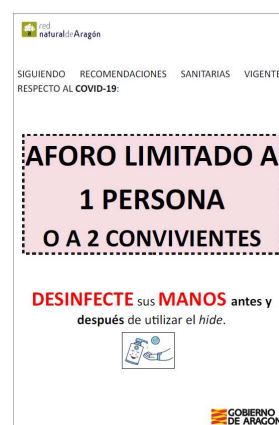 red
naturaldeAragón
SIGUIENDO RECOMENDACIONES SANITARIAS VIGENTE
RESPECTO AL COVID-19:
AFORO LIMITADO A
1 PERSONA
O A 2 CONVIVIENTES
DESINFECTE sus MANOS antes y
después de utilizar el hide.
GOBIERNO
DE ARAGON